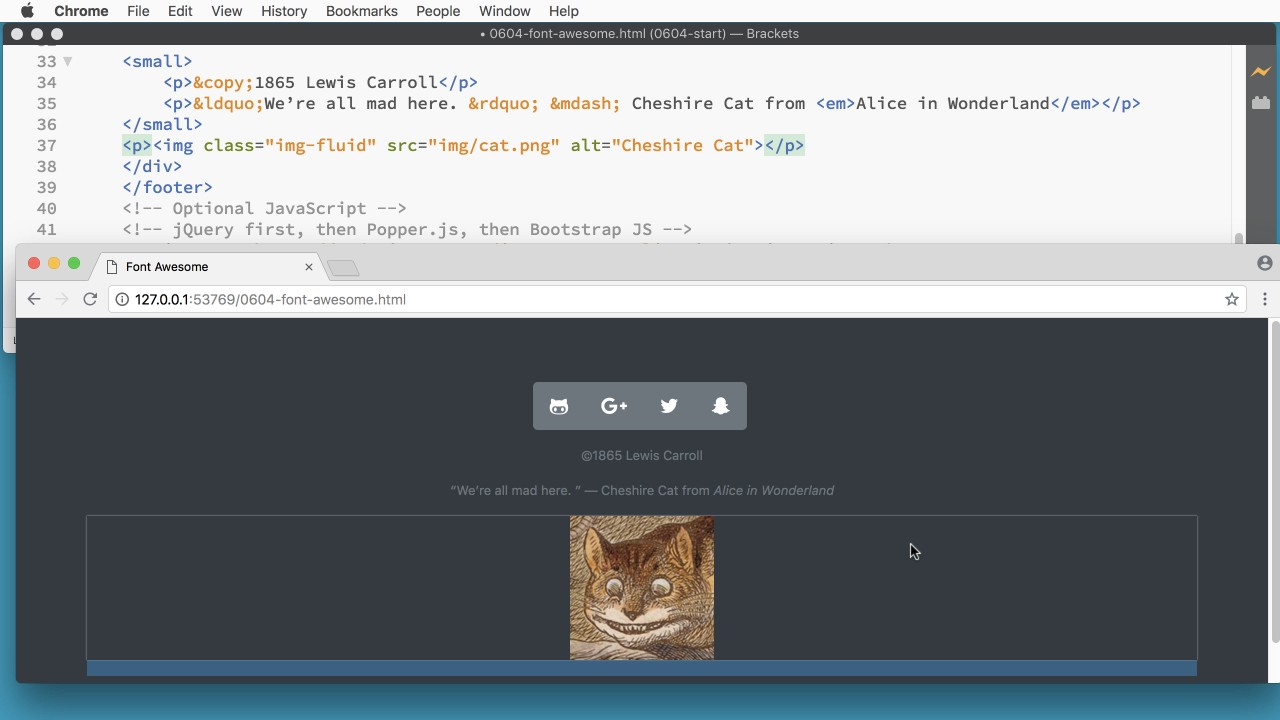 Chrome File Edit View History Bookmarks People Window Help
• 0604-font-awesome.html (0604-start) — Brackets
33 <small>
34 <p>&copy;1865 Lewis Carroll</p>
35 <p>&ldquo;We’re all mad here. &rdquo; &mdash; Cheshire Cat from <em>Alice in Wonderland</em></p>
36 </small>
37 <p><img class="img-fluid" src="img/cat.png" alt="Cheshire Cat"></p>
38 </div>
39 </footer>
40 <!-- Optional JavaScript -->
41 <!-- jQuery first, then Popper.js, then Bootstrap JS -->
Font Awesome
127.0.0.1:53769/0604-font-awesome.html
G+
©1865 Lewis Carroll
“We’re all mad here. ” — Cheshire Cat from Alice in Wonderland